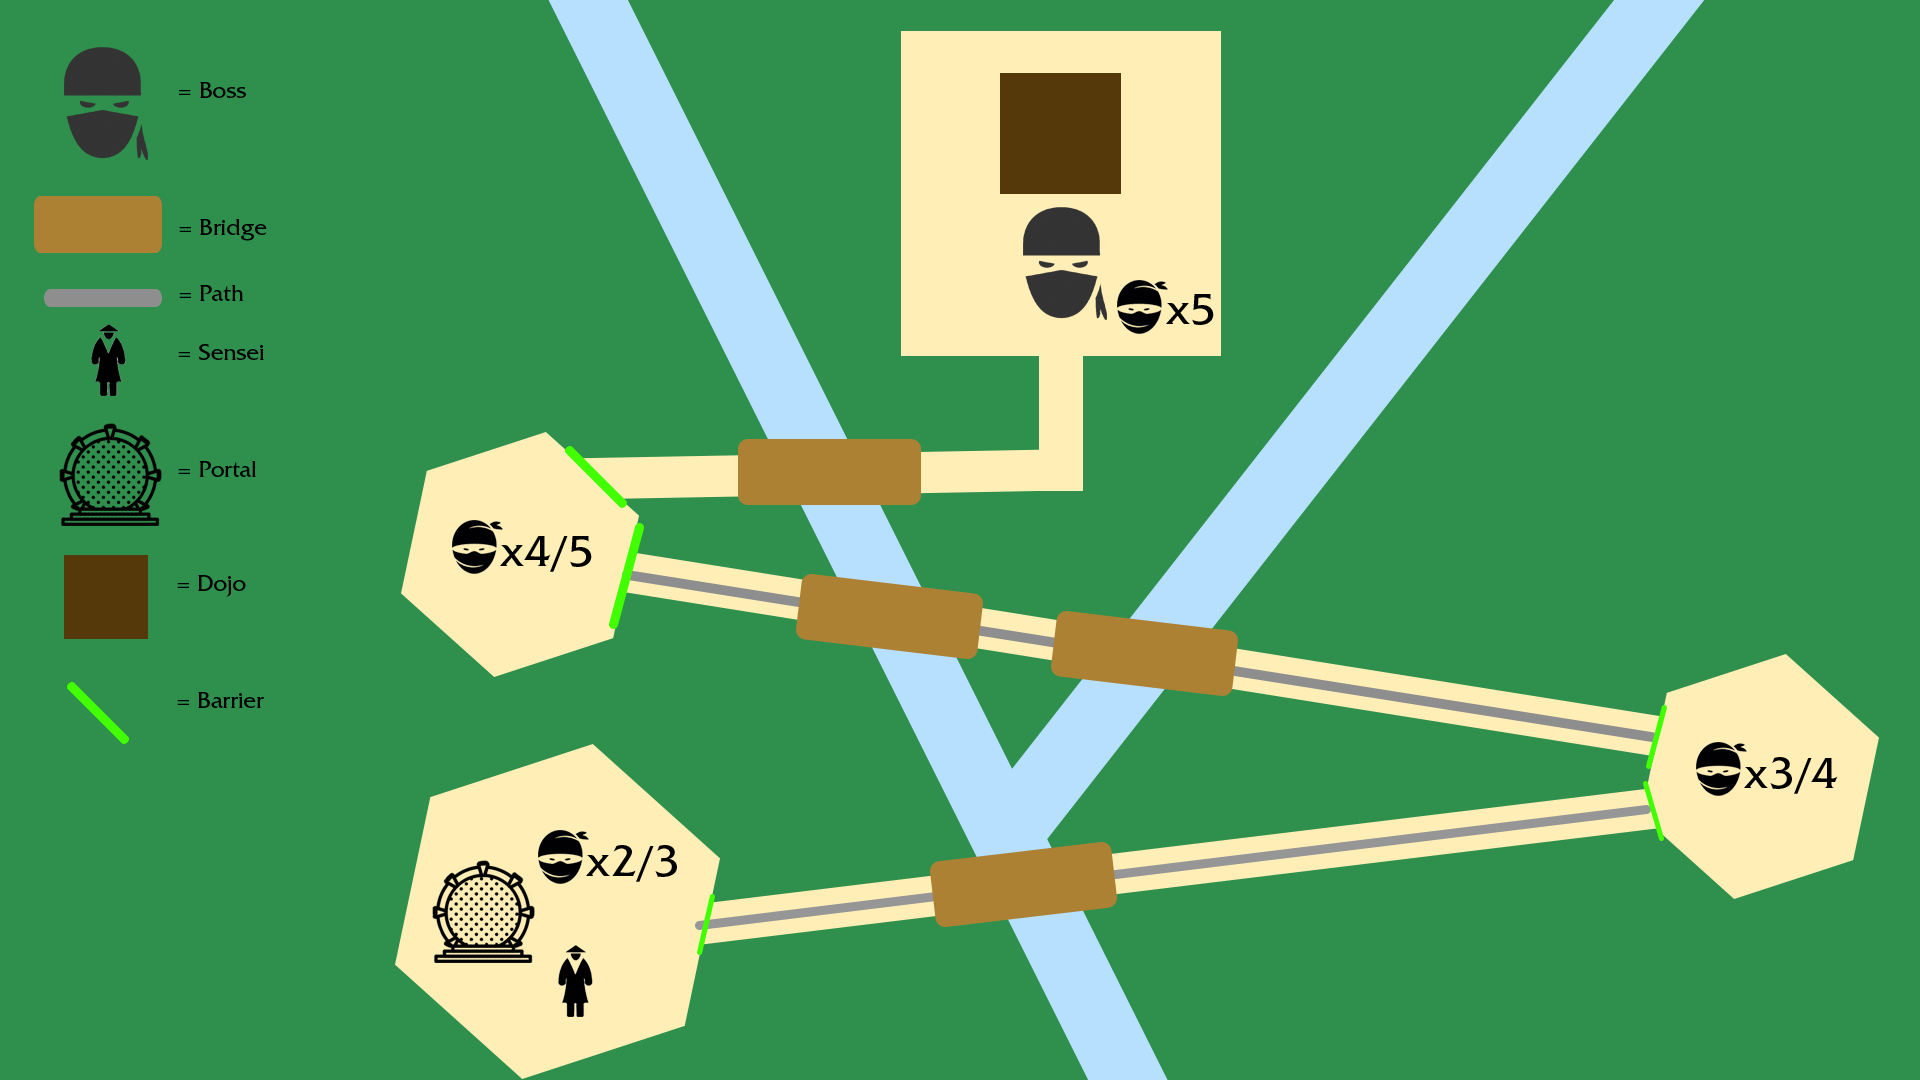 = Boss
= Bridge
= Path
= Sensei
= Portal
= Dojo
= Barrier
x5
x4/5
x3/4
x2/3